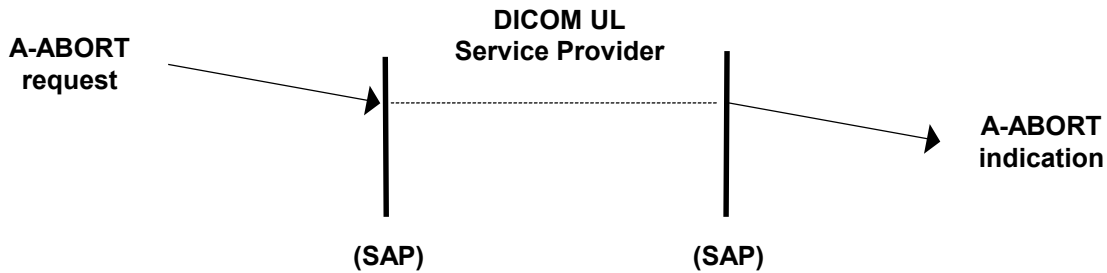 DICOM UL
Service Provider
A-ABORT
request
A-ABORT
indication
(SAP)
(SAP)